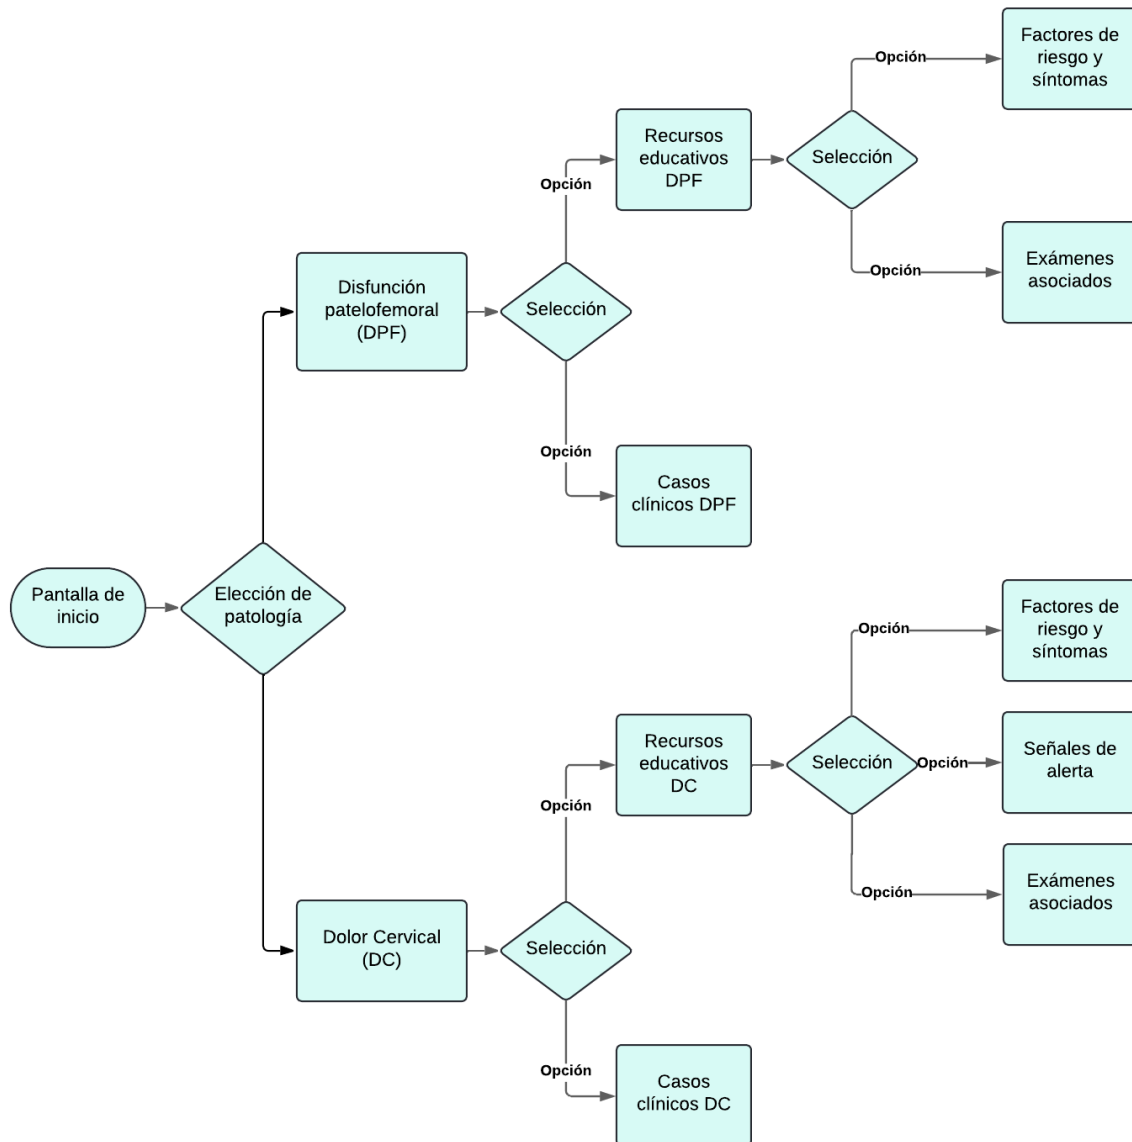 Pantalla de
inicio
Elección de
patología
Disfunción
patelofemoral
(DPF)
Selección
Opción
Recursos
educativos
DPF
Selección
Opción
Factores de
riesgo y
síntomas
Opción
Exámenes
asociados
Opción
Casos
clínicos DPF
Dolor Cervical
(DC)
Selección
Opción
Recursos
educativos
DC
Selección
Opción
Factores de
riesgo y
síntomas
Opción
Señales de
alerta
Opción
Exámenes
asociados
Opción
Casos
clínicos DC